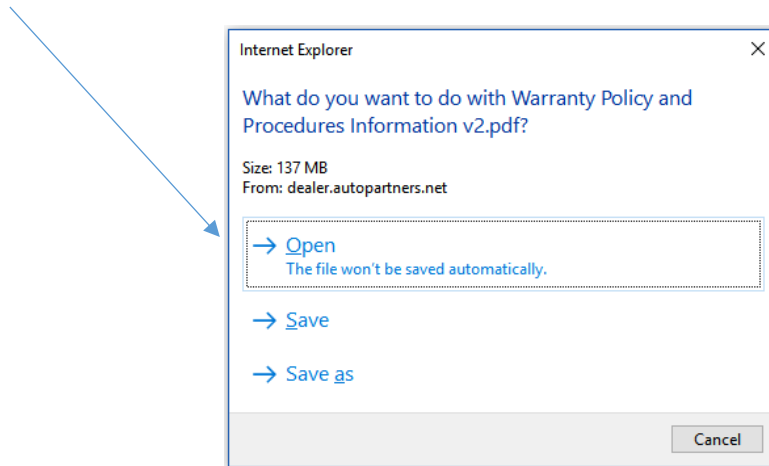 Internet Explorer
What do you want to do with Warranty Policy and
Procedures Information v2.pdf?
Size: 137 MB
From: dealer.autopartners.net
Open
The file won't be saved automatically.
Save
Save as
Cancel